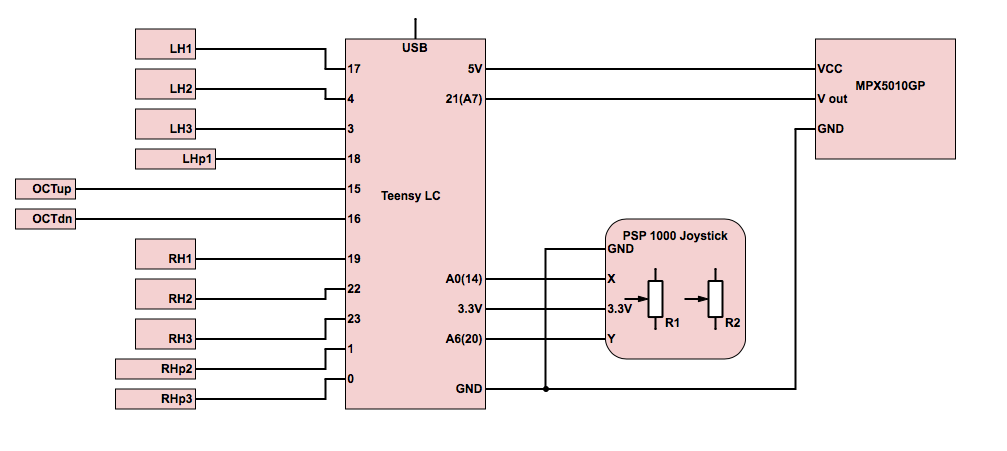 USB
LH1
17
5V
VCC
LH2
4
21(A7)
V out
MPX5010GP
LH3
3
GND
LHp1
18
OCTup
15
Teensy LC
OCTdn
16
PSP 1000 Joystick
GND
RH1
19
A0(14)
X
RH2
22
3.3V
3.3V
RH3
23
R1
R2
A6(20)
Y
RHp2
1
RHp3
0
GND